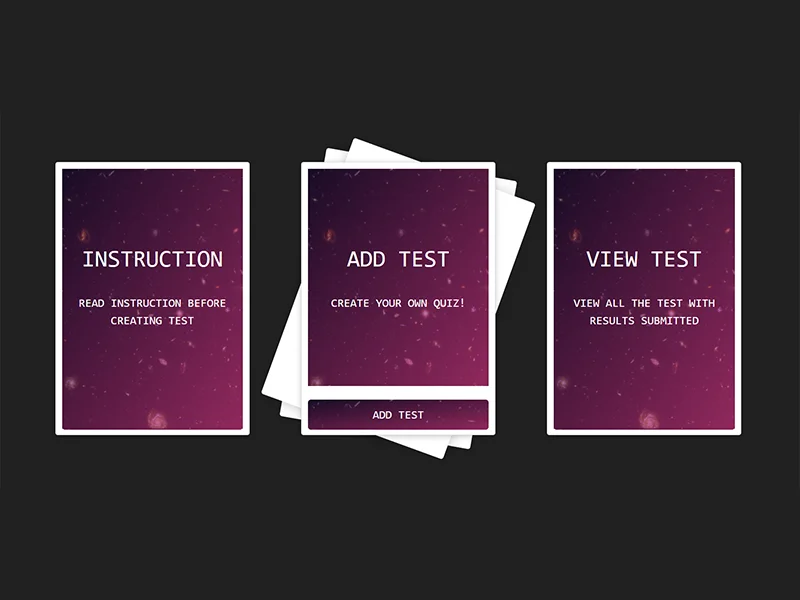 INSTRUCTION
READ INSTRUCTION BEFORE
CREATING TEST
ADD TEST
CREATE YOUR OWN QUIZ!
ADD TEST
VIEW TEST
VIEW ALL THE TEST WITH
RESULTS SUBMITTED